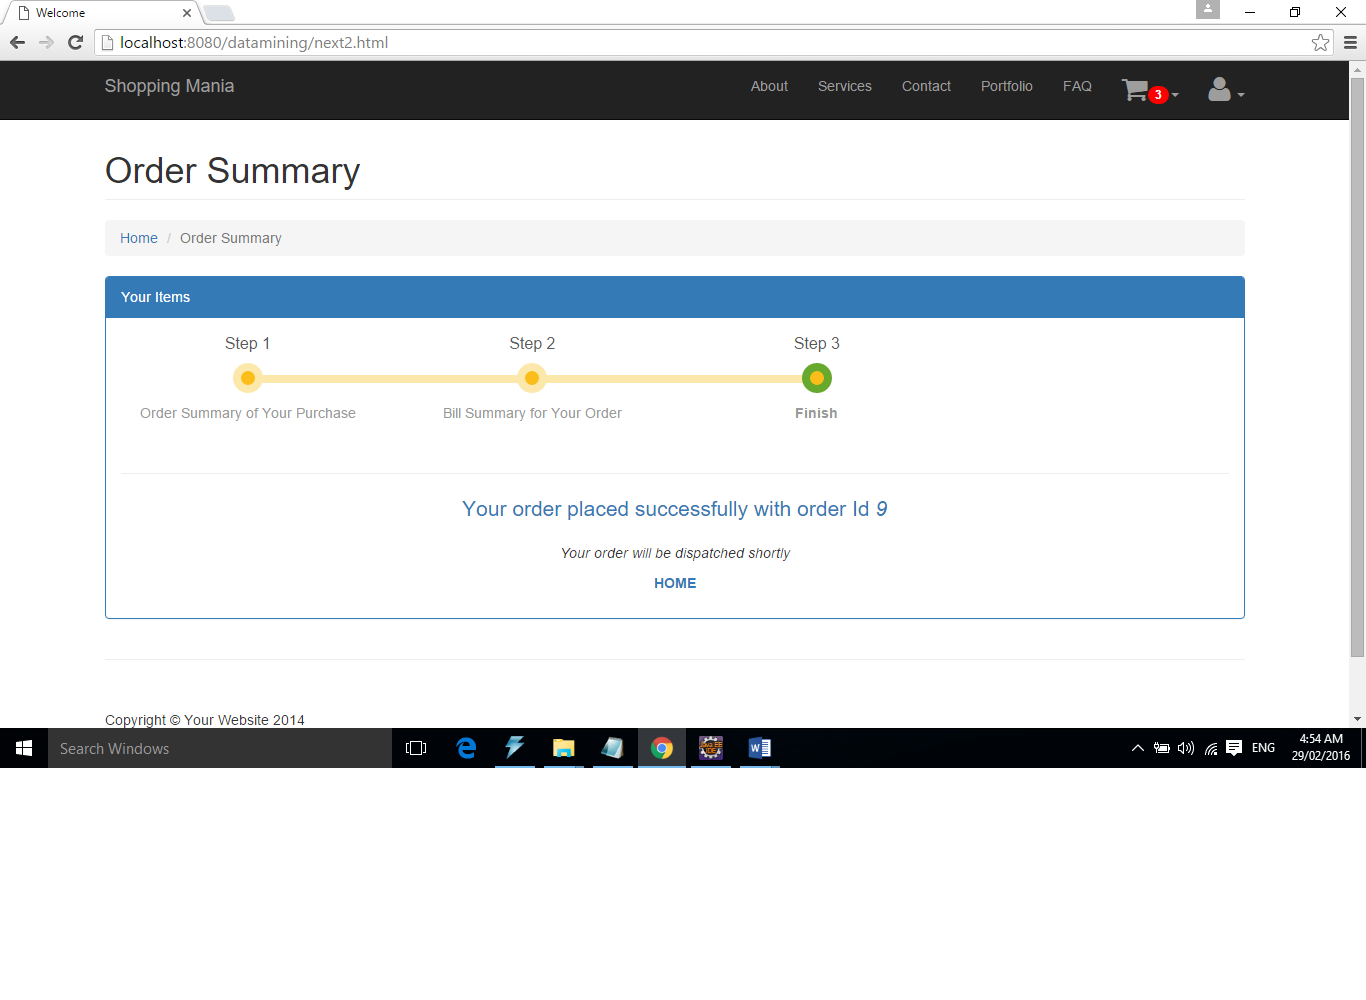 Welcome
localhost:8080/datamining/next2.html
Shopping Mania About Services Contact Portfolio FAQ 3
Order Summary
Home / Order Summary
Your Items
Step 1 Step 2 Step 3
Order Summary of Your Purchase Bill Summary for Your Order Finish
Your order placed successfully with order Id 9
Your order will be dispatched shortly
HOME
Copyright © Your Website 2014
Search Windows ENG 4:54 AM
29/02/2016